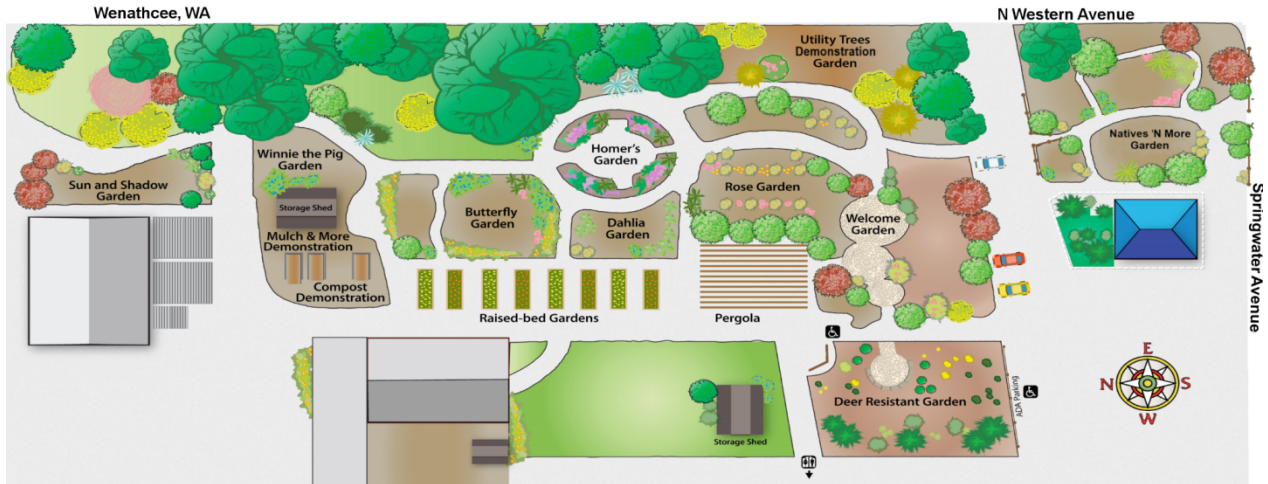 Wenathcee, WA
N Western Avenue
Utility Trees
Demonstration
Garden
Winnie the Pig
Garden
Homer's
Garden
Natives 'N More
Garden
Sun and Shadow
Garden
Storage Shed
Butterfly
Garden
Dahlia
Garden
Rose Garden
Welcome
Garden
Springwater Avenue
Mulch & More
Demonstration
Compost
Demonstration
Raised-bed Gardens
Pergola
E
N
S
W
Deer Resistant Garden
ADA Parking
Storage Shed